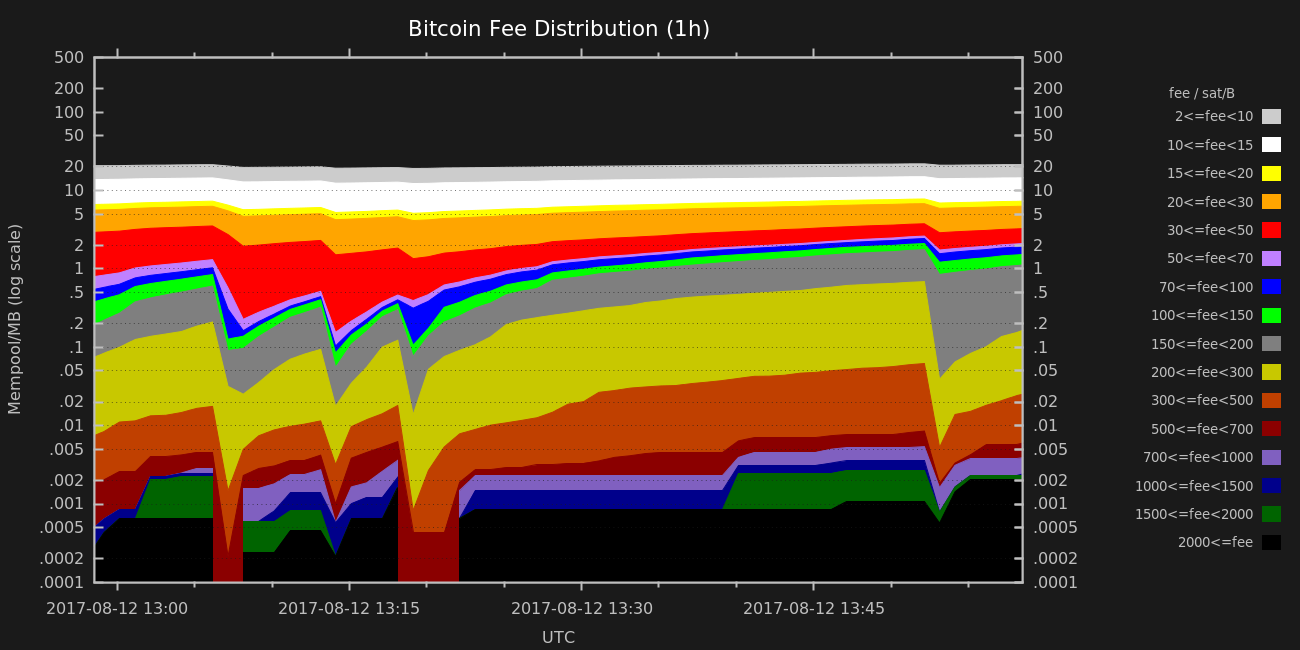 Bitcoin Fee Distribution (1h)
500 500
200 200
100 100
50 50
20 20
10 10
5 5
2 2
1 1
.5 .5
.2 .2
.1 .1
.05 .05
.02 .02
.01 .01
.005 .005
.002 .002
.001 .001
.0005 .0005
.0002 .0002
.0001 .0001
Mempool/MB (log scale)
2017-08-12 13:00 2017-08-12 13:15 2017-08-12 13:30 2017-08-12 13:45
UTC
fee / sat/B
2<=fee<10
10<=fee<15
15<=fee<20
20<=fee<30
30<=fee<50
50<=fee<70
70<=fee<100
100<=fee<150
150<=fee<200
200<=fee<300
300<=fee<500
500<=fee<700
700<=fee<1000
1000<=fee<1500
1500<=fee<2000
2000<=fee